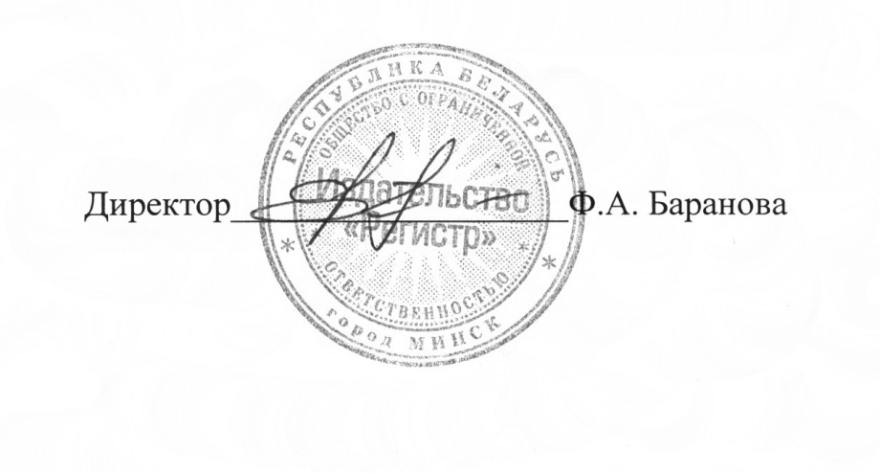 РЕСПУБЛИКА БЕЛАРУСЬ
ОБЩЕСТВО С ОГРАНИЧЕННОЙ
Директор Ф.А. Баранова
Издательство
«Регистр»
ОТВЕТСТВЕННОСТЬЮ
город МИНСК